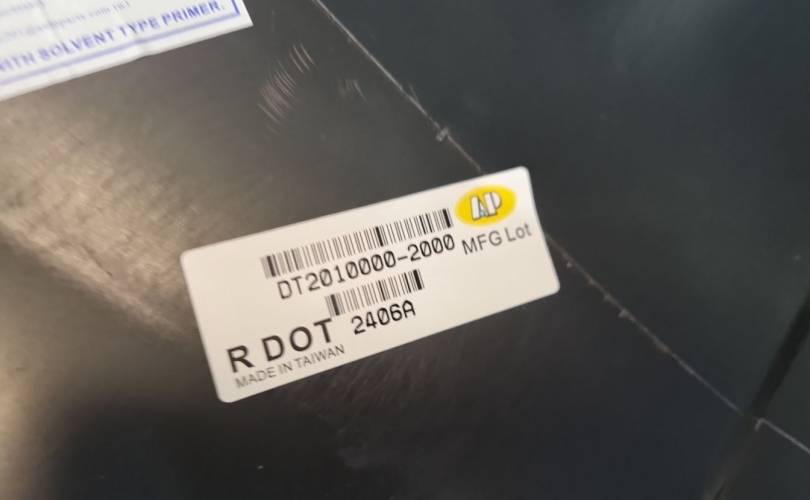 WITH SOLVENT TYPE PRIMER.
AP
DT2010000-2000
MFG Lot
2406A
R DOT
MADE IN TAIWAN